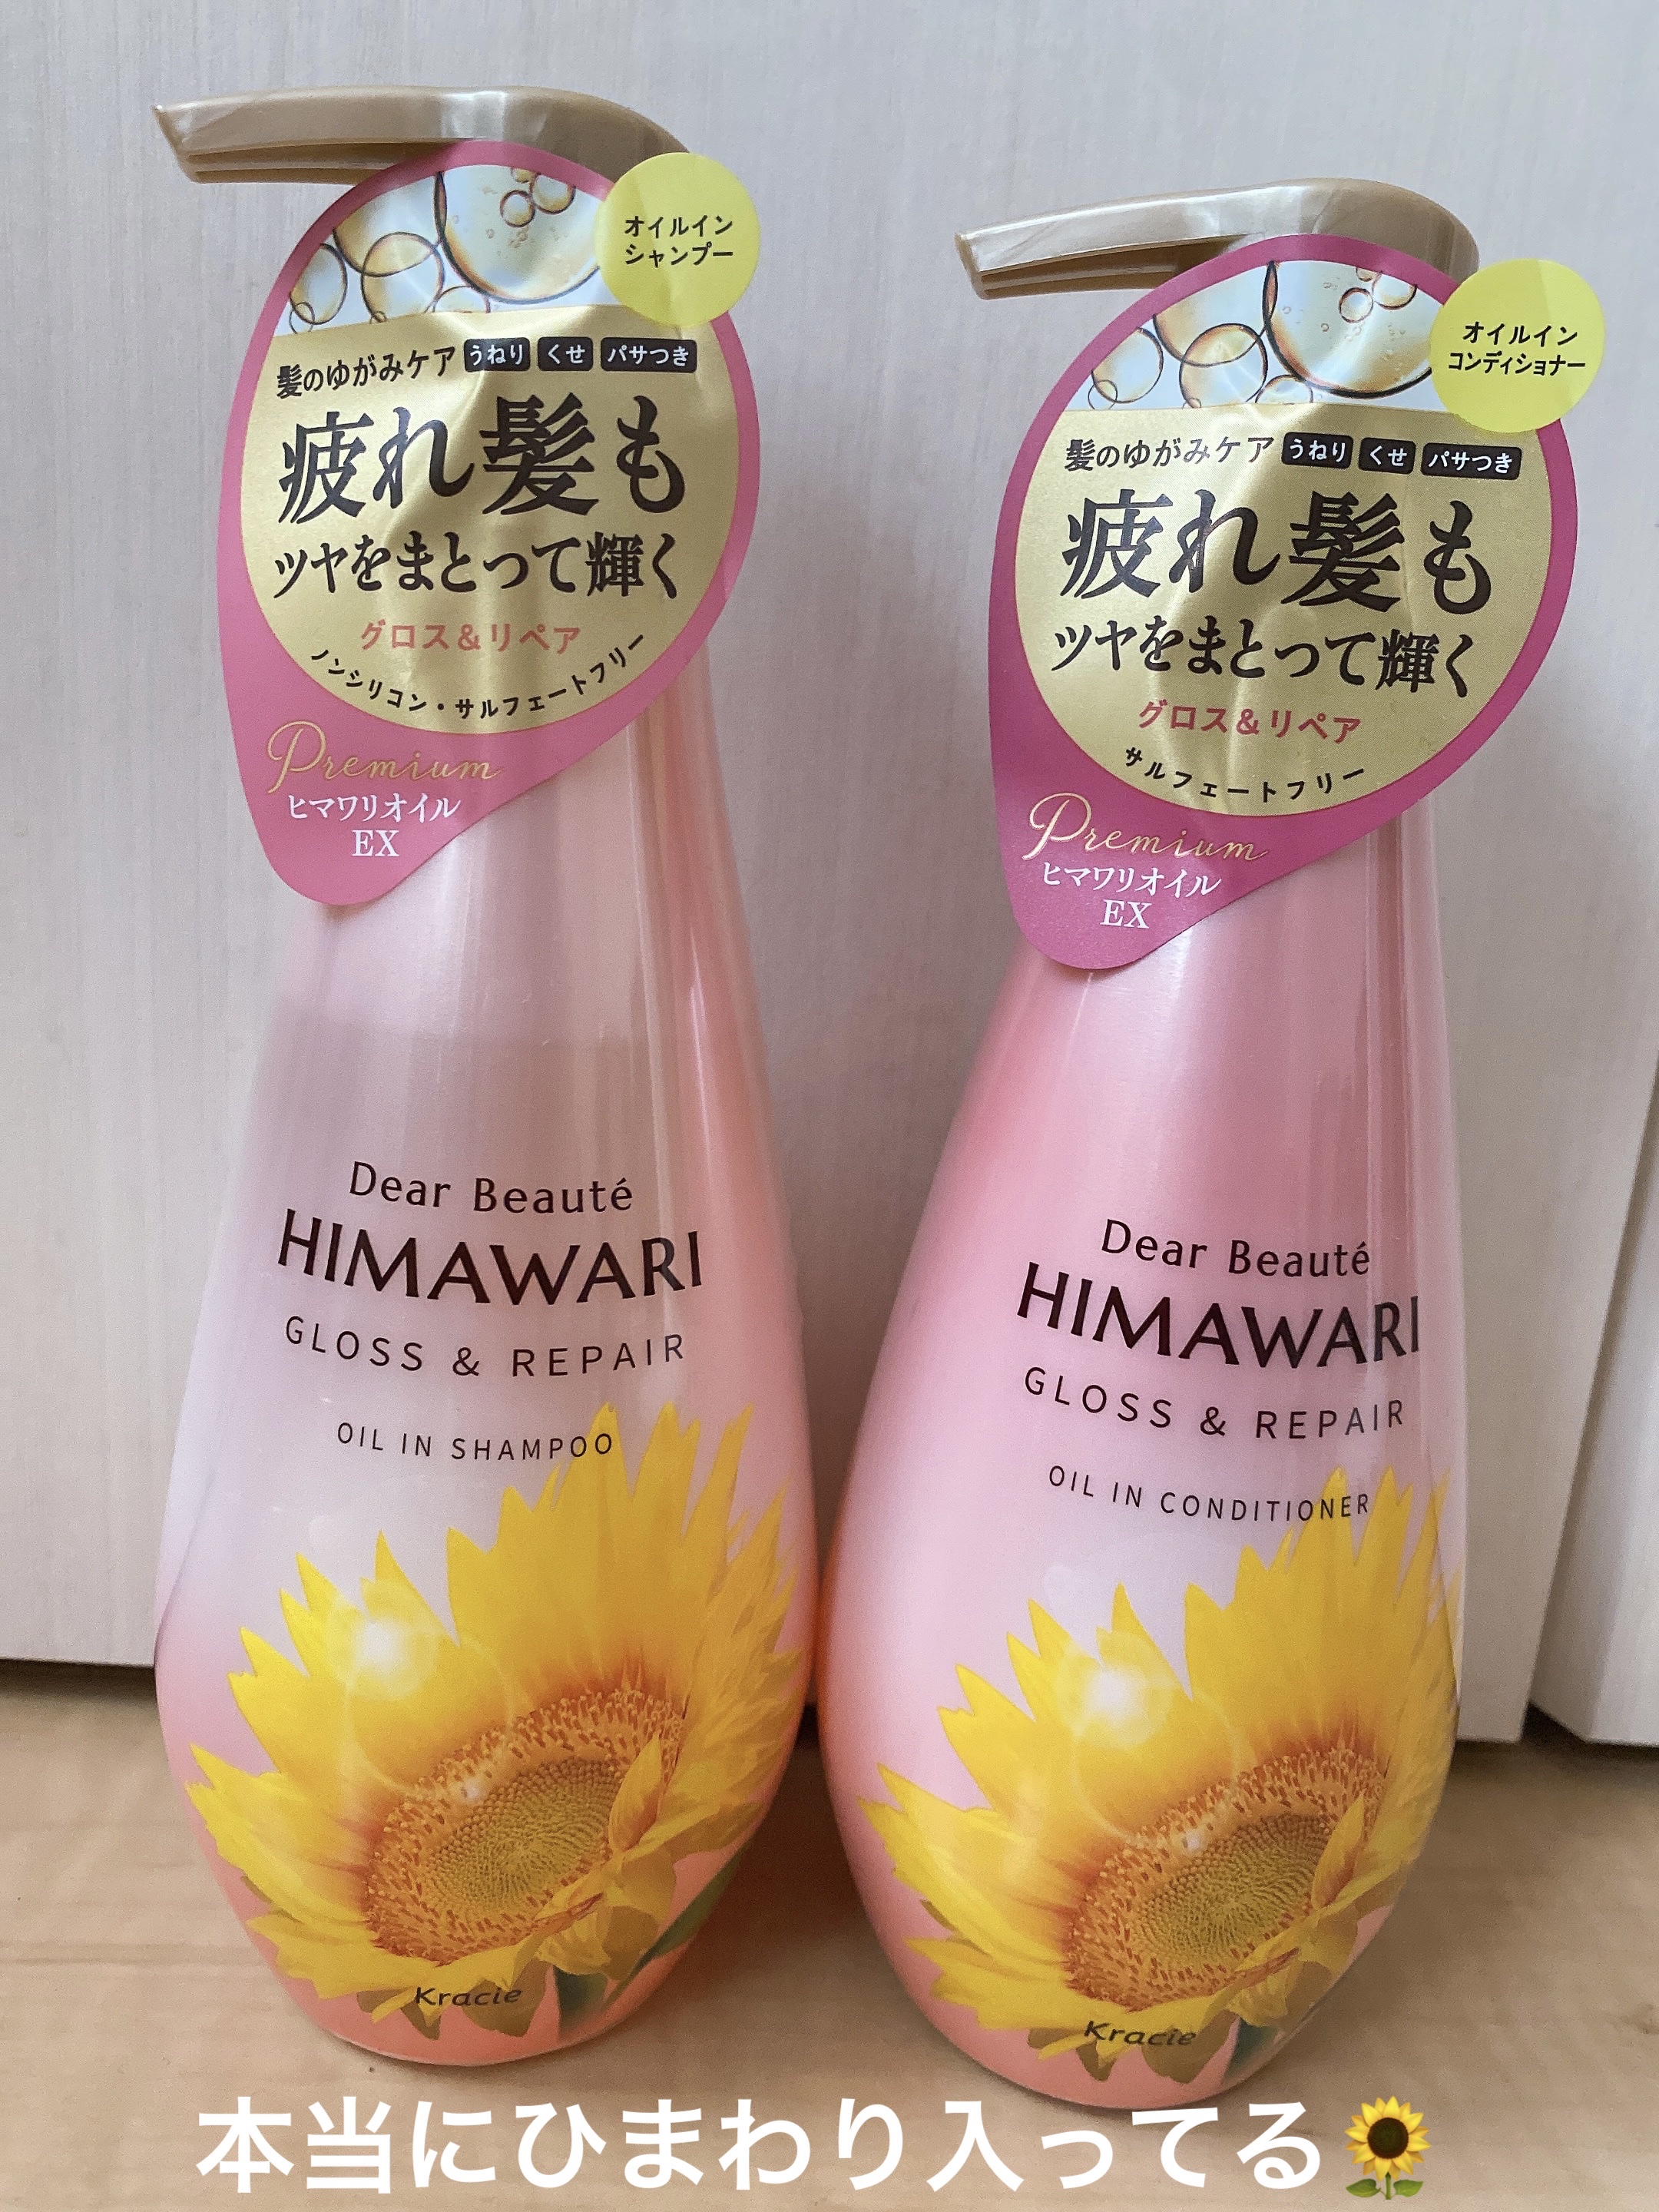 オイルイン
シャンプー
髪のゆがみケア うねり くせ パサつき
疲れ髪も
ツヤをまとって輝く
グロス&リペア
ノンシリコン・サルフェートフリー
Premium
ヒマワリオイル
EX
Dear Beauté
HIMAWARI
GLOSS & REPAIR
OIL IN SHAMPOO
Kracie
オイルイン
コンディショナー
髪のゆがみケア うねり くせ パサつき
疲れ髪も
ツヤをまとって輝く
グロス&リペア
サルフェートフリー
Premium
ヒマワリオイル
EX
Dear Beauté
HIMAWARI
GLOSS & REPAIR
OIL IN CONDITIONER
Kracie
本当にひまわり入ってる🌻